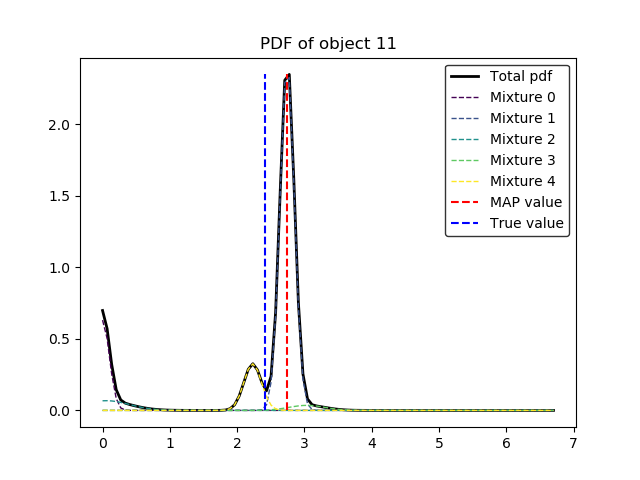 PDF of object 11
Total pdf
Mixture 0
Mixture 1
Mixture 2
Mixture 3
Mixture 4
MAP value
True value
2.0
1.5
1.0
0.5
0.0
0 1 2 3 4 5 6 7